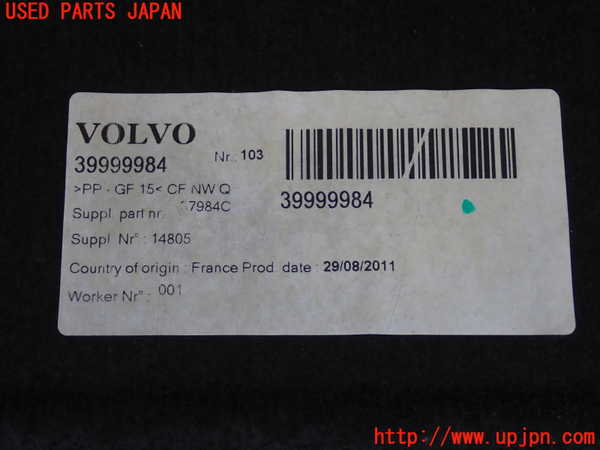 USED PARTS JAPAN
VOLVO
39999984
Nr.: 103
>PP - GF 15< CF NW Q
39999984
Suppl. part nr. 7984C
Suppl Nr° : 14805
Country of origin : France Prod. date : 29/08/2011
Worker Nr° : 001
http://www.upjpn.com/